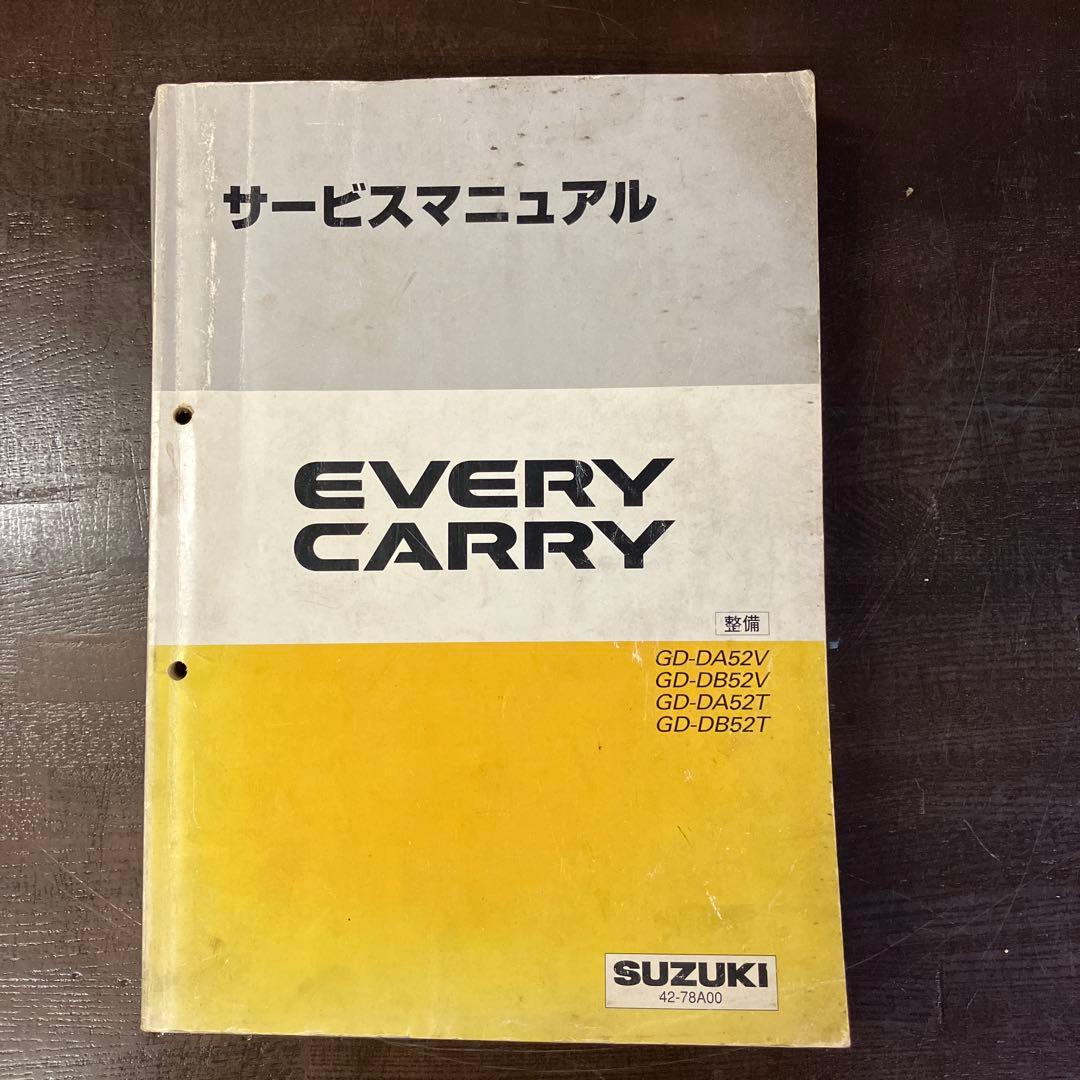 サービスマニュアル
EVERY
CARRY
整備
GD-DA52V
GD-DB52V
GD-DA52T
GD-DB52T
SUZUKI
42-78A00